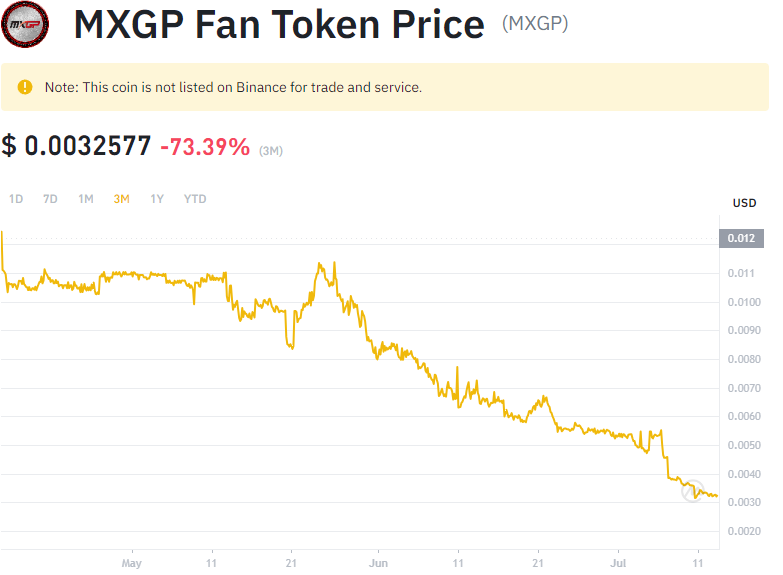 MXGP
MXGP Fan Token Price (MXGP)
Note: This coin is not listed on Binance for trade and service.
$ 0.0032577 -73.39% (3M)
1D 7D 1M 3M 1Y YTD
USD
0.012
0.011
0.0100
0.0090
0.0080
0.0070
0.0060
0.0050
0.0040
0.0030
0.0020
May 11 21 Jun 11 21 Jul 11